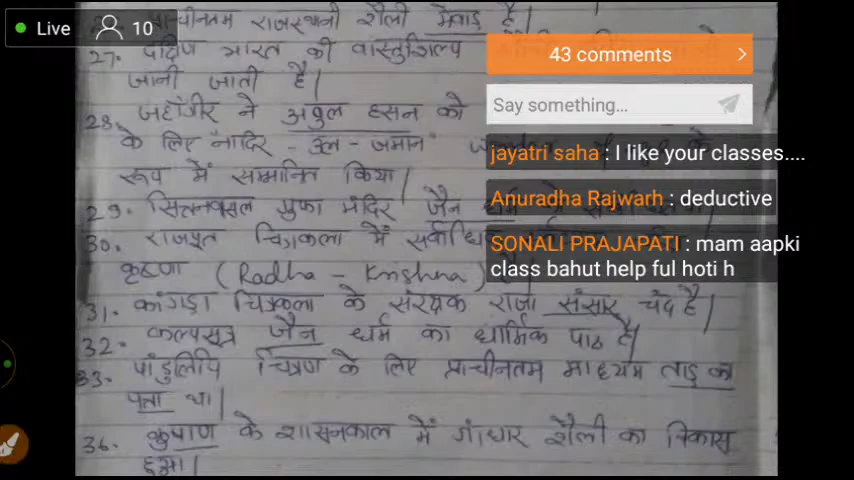 Live 10
प्राचीनतम राजस्थानी शैली मेवाड़ है
27. दक्षिण भारत की वास्तुशिल्प
जानी जाती है|
28. जहांगीर ने अबुल हसन को
के लिए "नादिर - उल - जमान"
रूप में सम्मानित किया|
29. सित्तनवासल गुफा मंदिर जैन धर्म
30. राजपूत चित्रकला में सर्वाधिक
कृष्णा (Radha - Krishna) है
31. कांगड़ा चित्रकला के संरक्षक राजा संसार चंद है|
32. कल्पसूत्र जैन धर्म का धार्मिक पाठ है|
33. पांडुलिपि चित्रण के लिए प्राचीनतम माध्यम ताड़ का
पत्ता था|
36. कुषाण के शासनकाल में गांधार शैली का विकास
हुआ|
43 comments >
Say something...
jayatri saha : I like your classes....
Anuradha Rajwarh : deductive
SONALI PRAJAPATI : mam aapki
class bahut help ful hoti h